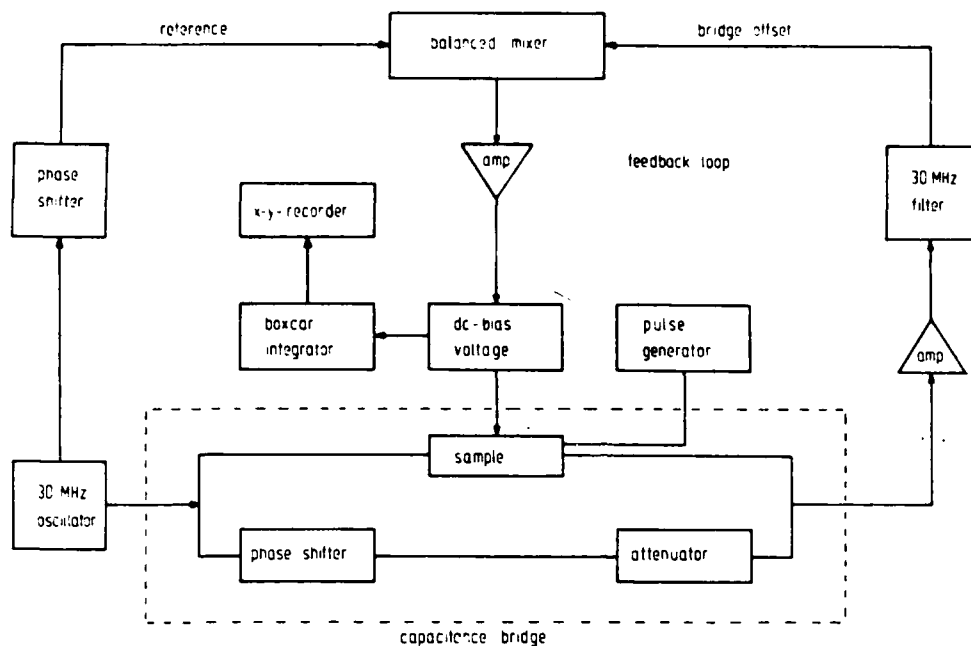 reference
balanced mixer
bridge offset
phase
shifter
amp
feedback loop
30 MHz
filter
x-y-recorder
boxcar
integrator
dc-bias
voltage
pulse
generator
amp
30 MHz
oscillator
sample
phase shifter
attenuator
capacitance bridge